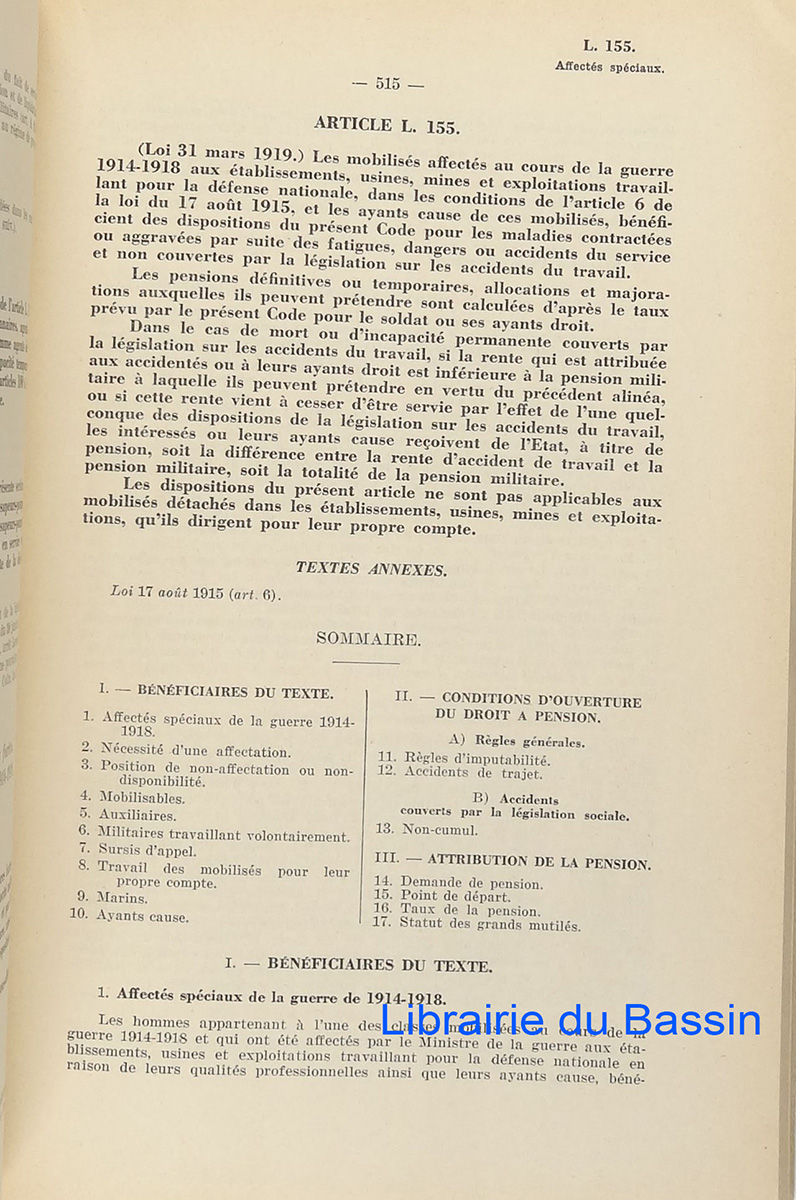 L. 155.
Affectés spéciaux.
— 515 —
ARTICLE L. 155.
(Loi 31 mars 1919.) Les mobilisés affectés au cours de la guerre
1914-1918 aux établissements, usines, mines et exploitations travail-
lant pour la défense nationale, dans les conditions de l'article 6 de
la loi du 17 août 1915, et les ayants cause de ces mobilisés, bénéfi-
cient des dispositions du présent Code pour les maladies contractées
ou aggravées par suite des fatigues, dangers ou accidents du service
et non couvertes par la législation sur les accidents du travail.
Les pensions définitives ou temporaires, allocations et majora-
tions auxquelles ils peuvent prétendre sont calculées d'après le taux
prévu par le présent Code pour le soldat ou ses ayants droit.
Dans le cas de mort ou d'incapacité permanente couverts par
la législation sur les accidents du travail, si la rente qui est attribuée
aux accidentés ou à leurs ayants droit est inférieure à la pension mili-
taire à laquelle ils peuvent prétendre en vertu du précédent alinéa,
ou si cette rente vient à cesser d'être servie par l'effet de l'une quel-
conque des dispositions de la législation sur les accidents du travail,
les intéressés ou leurs ayants cause reçoivent de l'Etat, à titre de
pension, soit la différence entre la rente d'accident de travail et la
pension militaire, soit la totalité de la pension militaire.
Les dispositions du présent article ne sont pas applicables aux
mobilisés détachés dans les établissements, usines, mines et exploita-
tions, qu'ils dirigent pour leur propre compte.
TEXTES ANNEXES.
Loi 17 août 1915 (art. 6).
SOMMAIRE.
I. — BÉNÉFICIAIRES DU TEXTE.
1. Affectés spéciaux de la guerre 1914-
1918.
2. Nécessité d'une affectation.
3. Position de non-affectation ou non-
disponibilité.
4. Mobilisables.
5. Auxiliaires.
6. Militaires travaillant volontairement.
7. Sursis d'appel.
8. Travail des mobilisés pour leur
propre compte.
9. Marins.
10. Ayants cause.
II. — CONDITIONS D'OUVERTURE
DU DROIT A PENSION.
A) Règles générales.
11. Règles d'imputabilité.
12. Accidents de trajet.
B) Accidents
couverts par la législation sociale.
13. Non-cumul.
III. — ATTRIBUTION DE LA PENSION.
14. Demande de pension.
15. Point de départ.
16. Taux de la pension.
17. Statut des grands mutilés.
I. — BÉNÉFICIAIRES DU TEXTE.
1. Affectés spéciaux de la guerre de 1914-1918.
Les hommes appartenant à l'une des classes mobilisées au cours de la
guerre 1914-1918 et qui ont été affectés par le Ministre de la guerre aux éta-
blissements, usines et exploitations travaillant pour la défense nationale en
raison de leurs qualités professionnelles ainsi que leurs ayants cause, béné-
Librairie du Bassin